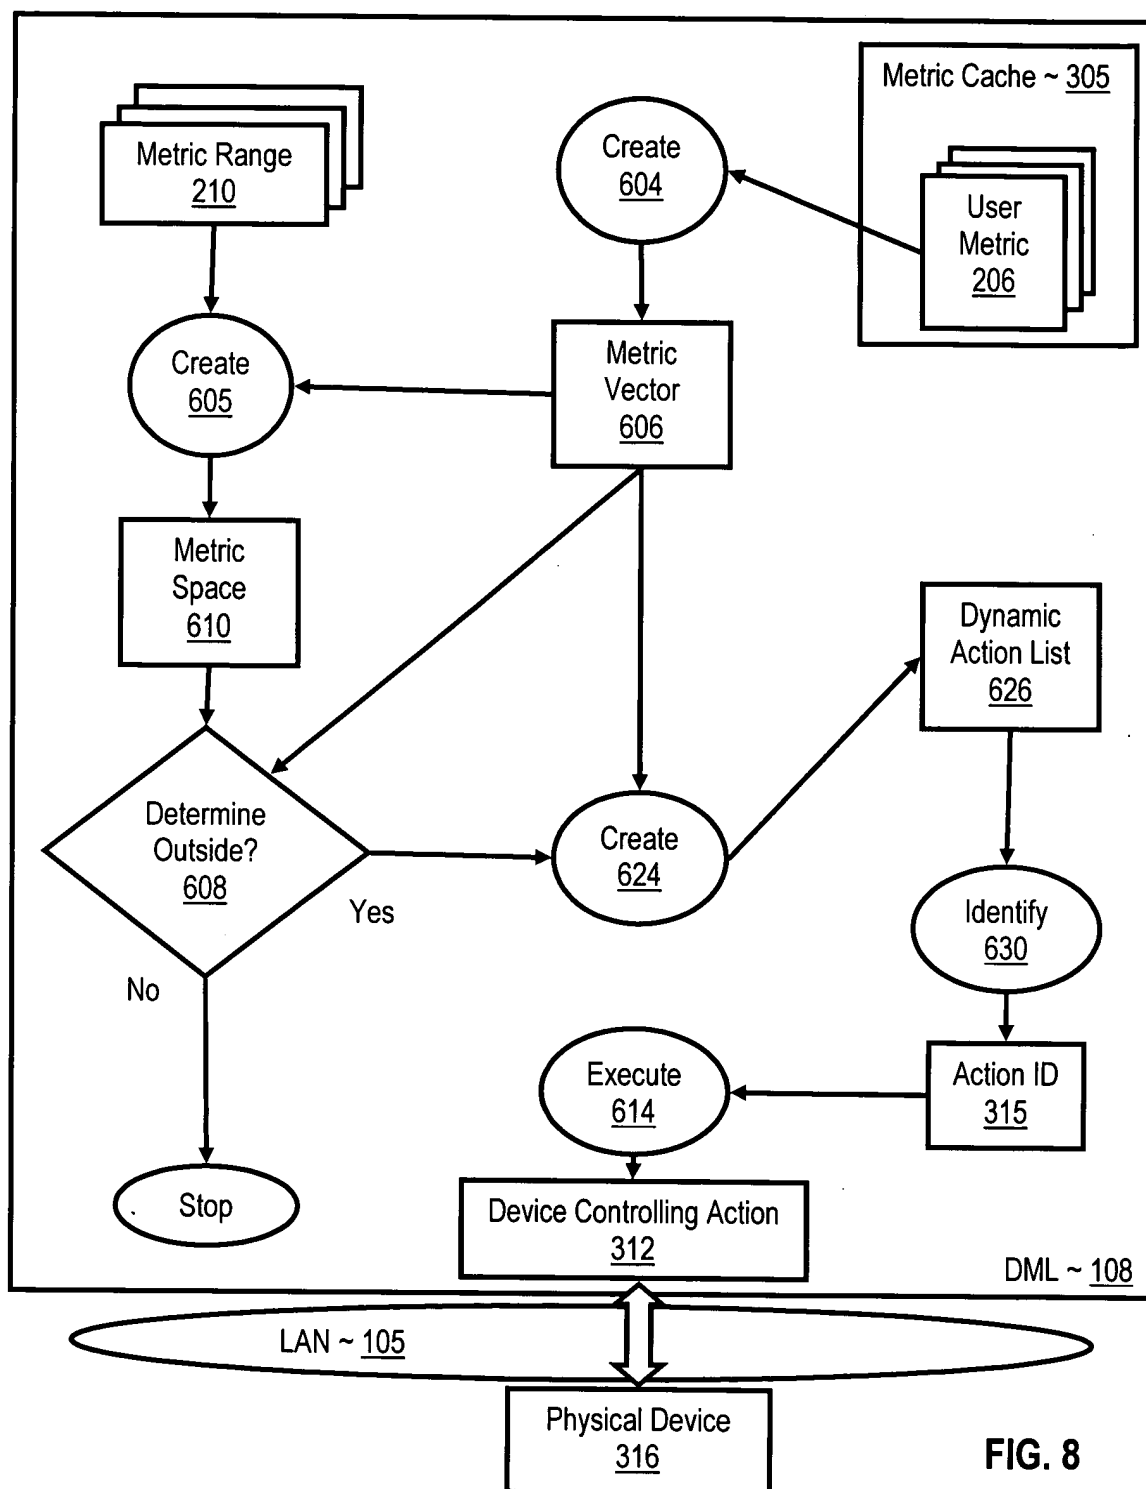 Metric Cache ~ 305
Metric Range
210
Create
604
User
Metric
206
Create
605
Metric
Vector
606
Metric
Space
610
Dynamic
Action List
626
Determine
Outside?
608
Create
624
Yes
Identify
630
No
Execute
614
Action ID
315
Stop
Device Controlling Action
312
DML ~ 108
LAN ~ 105
Physical Device
316
FIG. 8